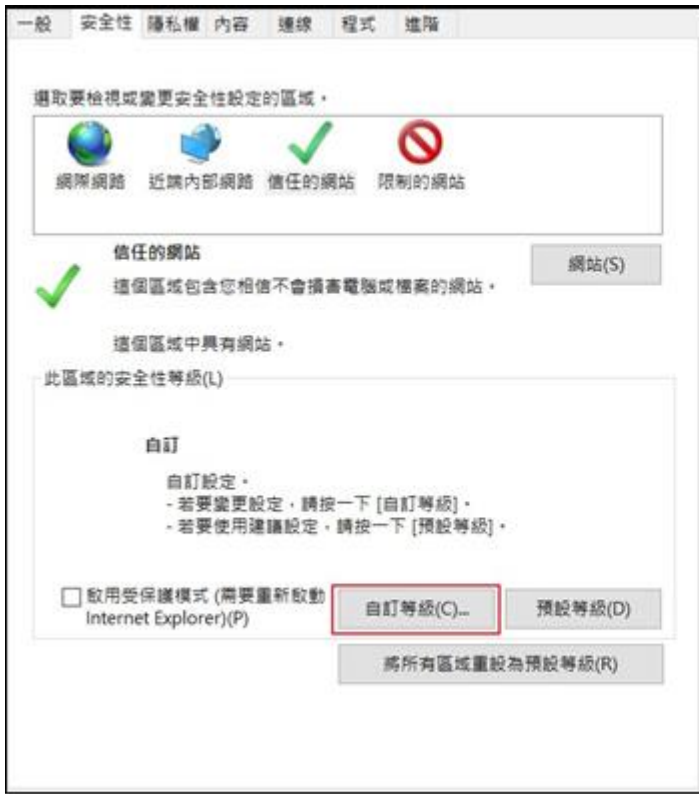 一般 安全性 隱私權 內容 連線 程式 進階
選取要檢視或變更安全性設定的區域。
網際網路 近端內部網路 信任的網站 限制的網站
信任的網站
網站(S)
這個區域包含您相信不會損害電腦或檔案的網站。
這個區域中具有網站。
此區域的安全性等級(L)
自訂
自訂設定。
- 若要變更設定，請按一下 [自訂等級]。
- 若要使用建議設定，請按一下 [預設等級]。
啟用受保護模式 (需要重新啟動
Internet Explorer)(P)
自訂等級(C)...
預設等級(D)
將所有區域重設為預設等級(R)